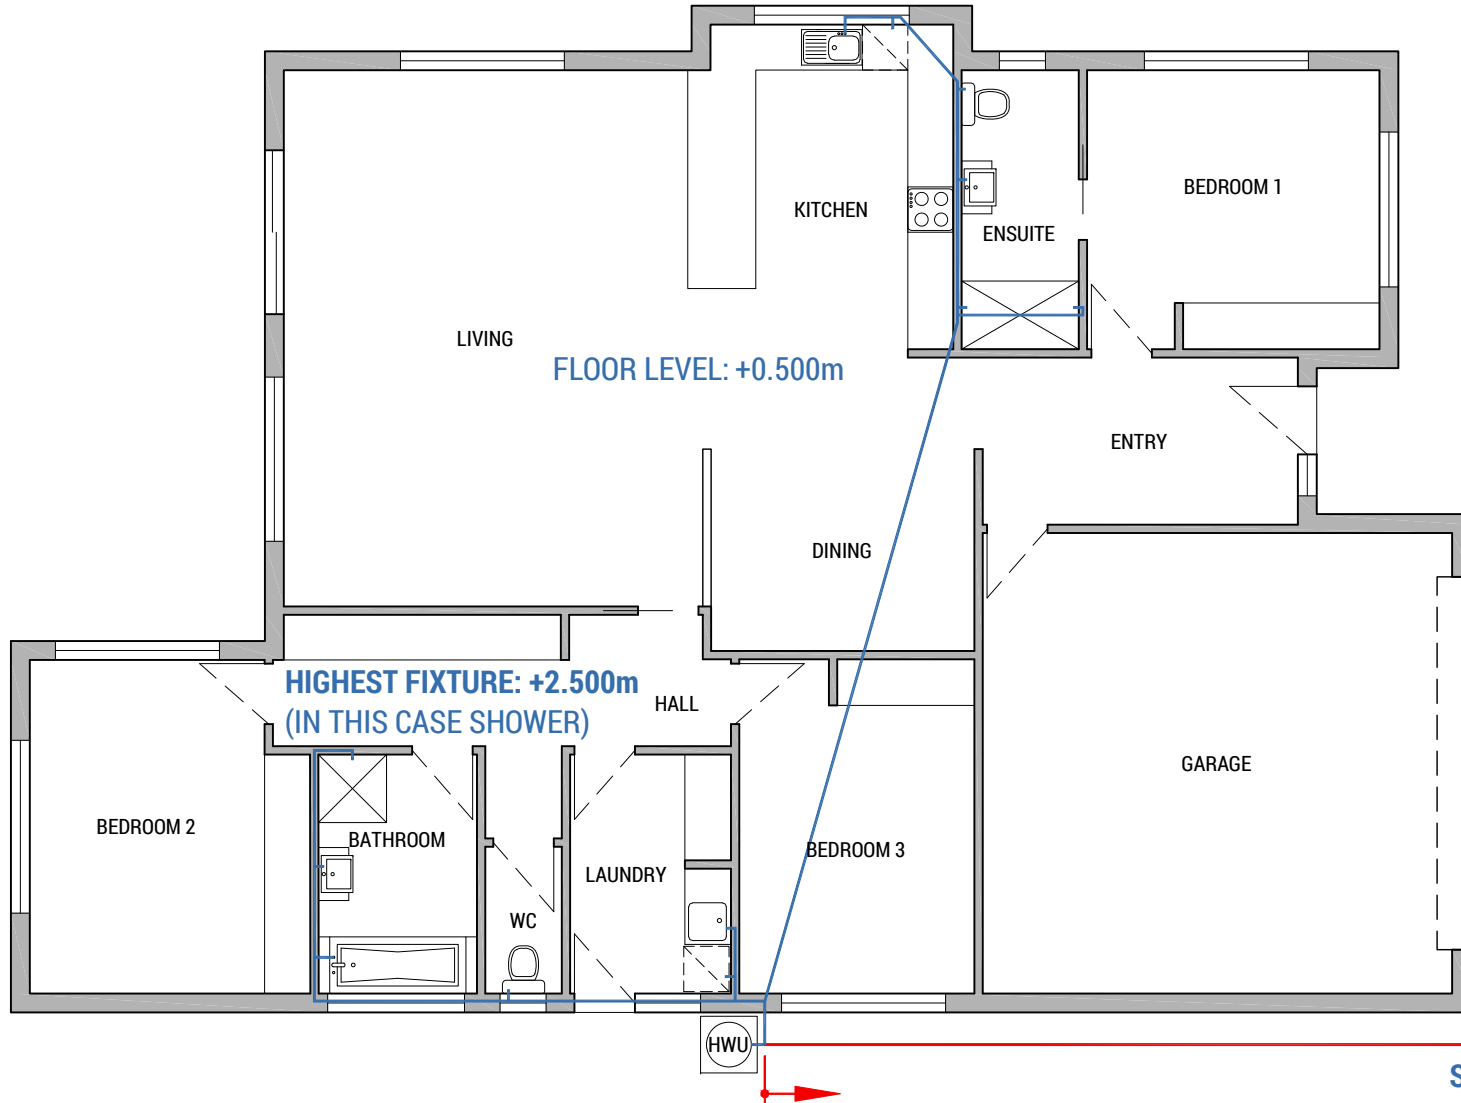 KITCHEN
BEDROOM 1
ENSUITE
LIVING
FLOOR LEVEL: +0.500m
ENTRY
DINING
HIGHEST FIXTURE: +2.500m
(IN THIS CASE SHOWER)
HALL
GARAGE
BEDROOM 2
BATHROOM
BEDROOM 3
LAUNDRY
WC
HWU
S